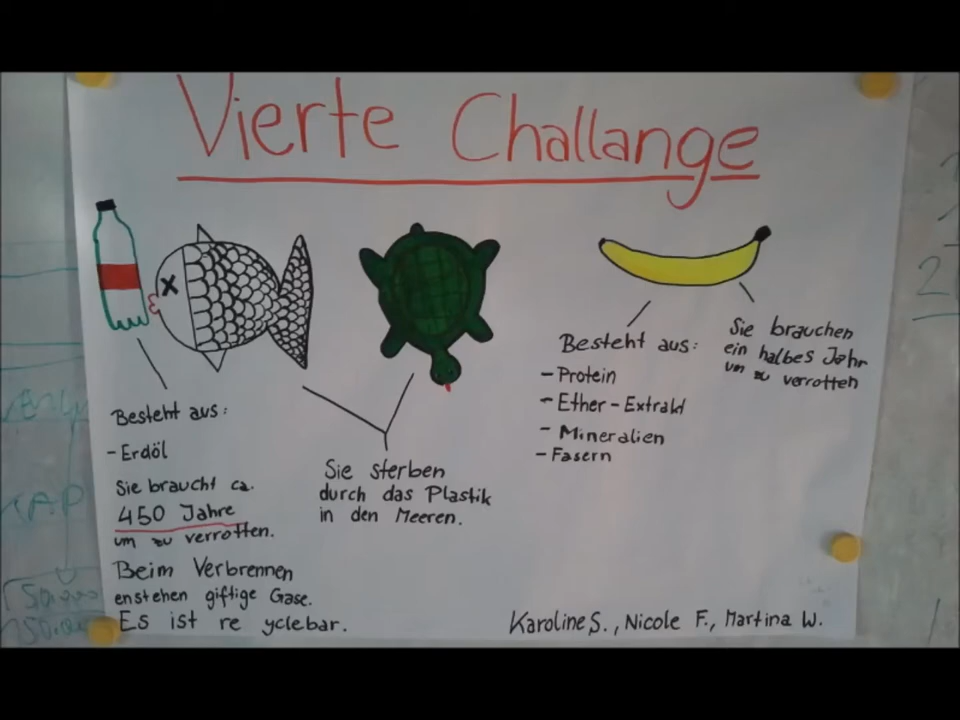 Vierte Challange
Besteht aus:
- Erdöl
Sie braucht ca.
450 Jahre
um zu verrotten.
Beim Verbrennen
enstehen giftige Gase.
Es ist re yclebar.
Sie sterben
durch das Plastik
in den Meeren.
Besteht aus:
- Protein
- Ether-Extrakt
- Mineralien
- Fasern
Sie brauchen
ein halbes Jahr
um zu verrotten
Karoline S., Nicole F., Martina W.